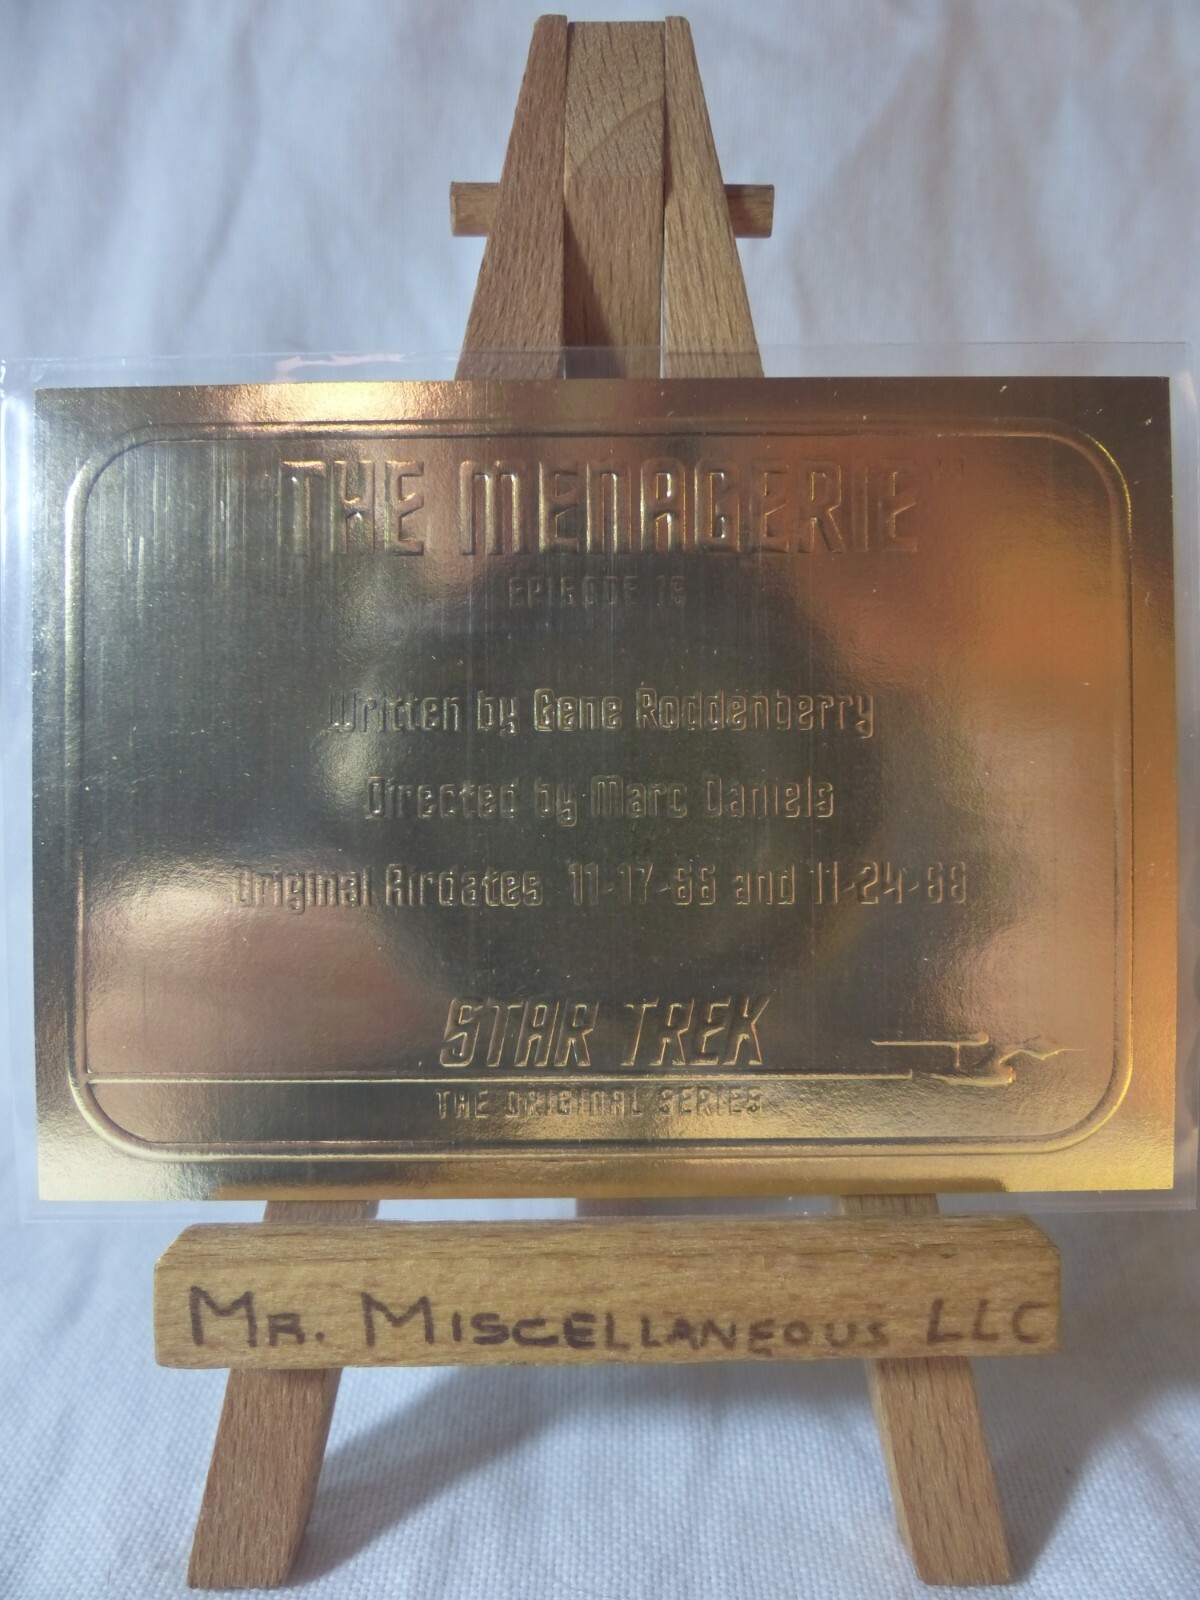 "THE MENAGERIE"
EPISODE 16
Written by Gene Roddenberry
Directed by Marc Daniels
Original Airdates: 11-17-66 and 11-24-66
STAR TREK
THE ORIGINAL SERIES
MR. MISCELLANEOUS LLC